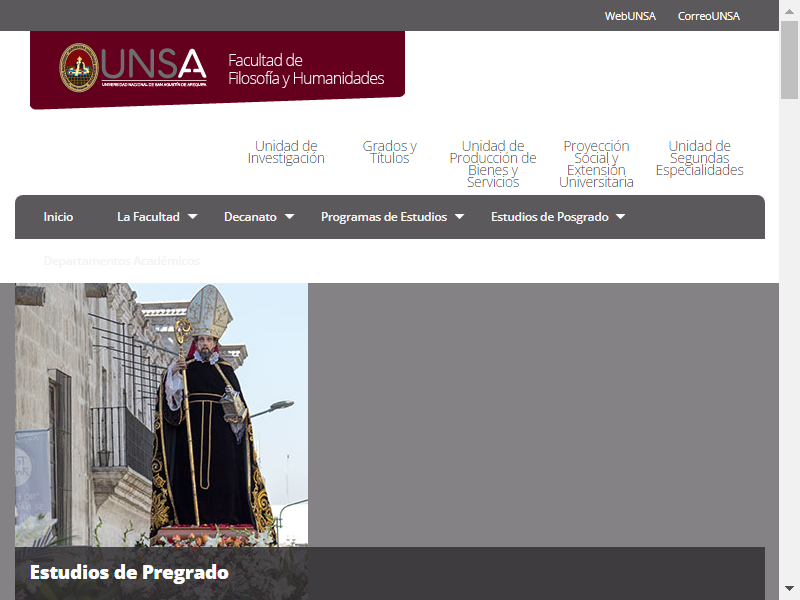 WebUNSA CorreoUNSA
UNSA
UNIVERSIDAD NACIONAL DE SAN AGUSTÍN DE AREQUIPA
Facultad de
Filosofía y Humanidades
Unidad de
Investigación
Grados y
Títulos
Unidad de
Producción de
Bienes y
Servicios
Proyección
Social y
Extensión
Universitaria
Unidad de
Segundas
Especialidades
Inicio La Facultad Decanato Programas de Estudios Estudios de Posgrado
Departamentos Académicos
Estudios de Pregrado